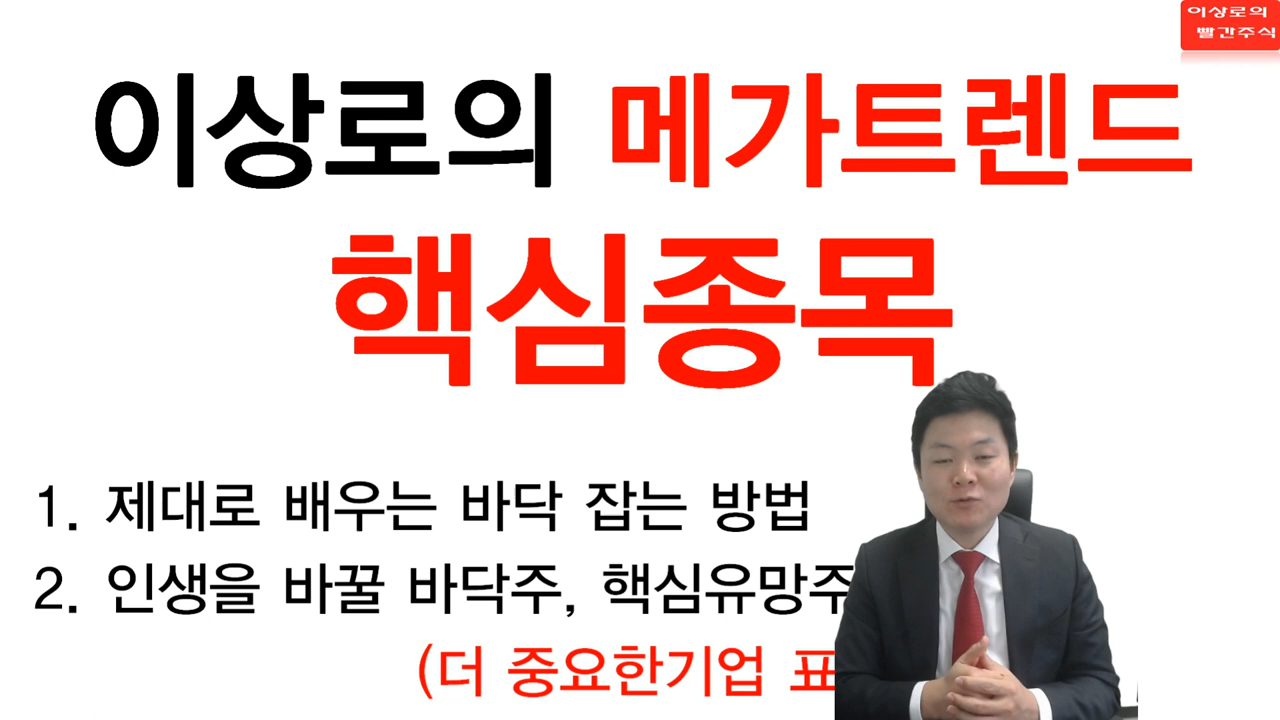 이상로의
빨간주식
이상로의 메가트렌드
핵심종목
1. 제대로 배우는 바닥 잡는 방법
2. 인생을 바꿀 바닥주, 핵심유망주
(더 중요한기업 표